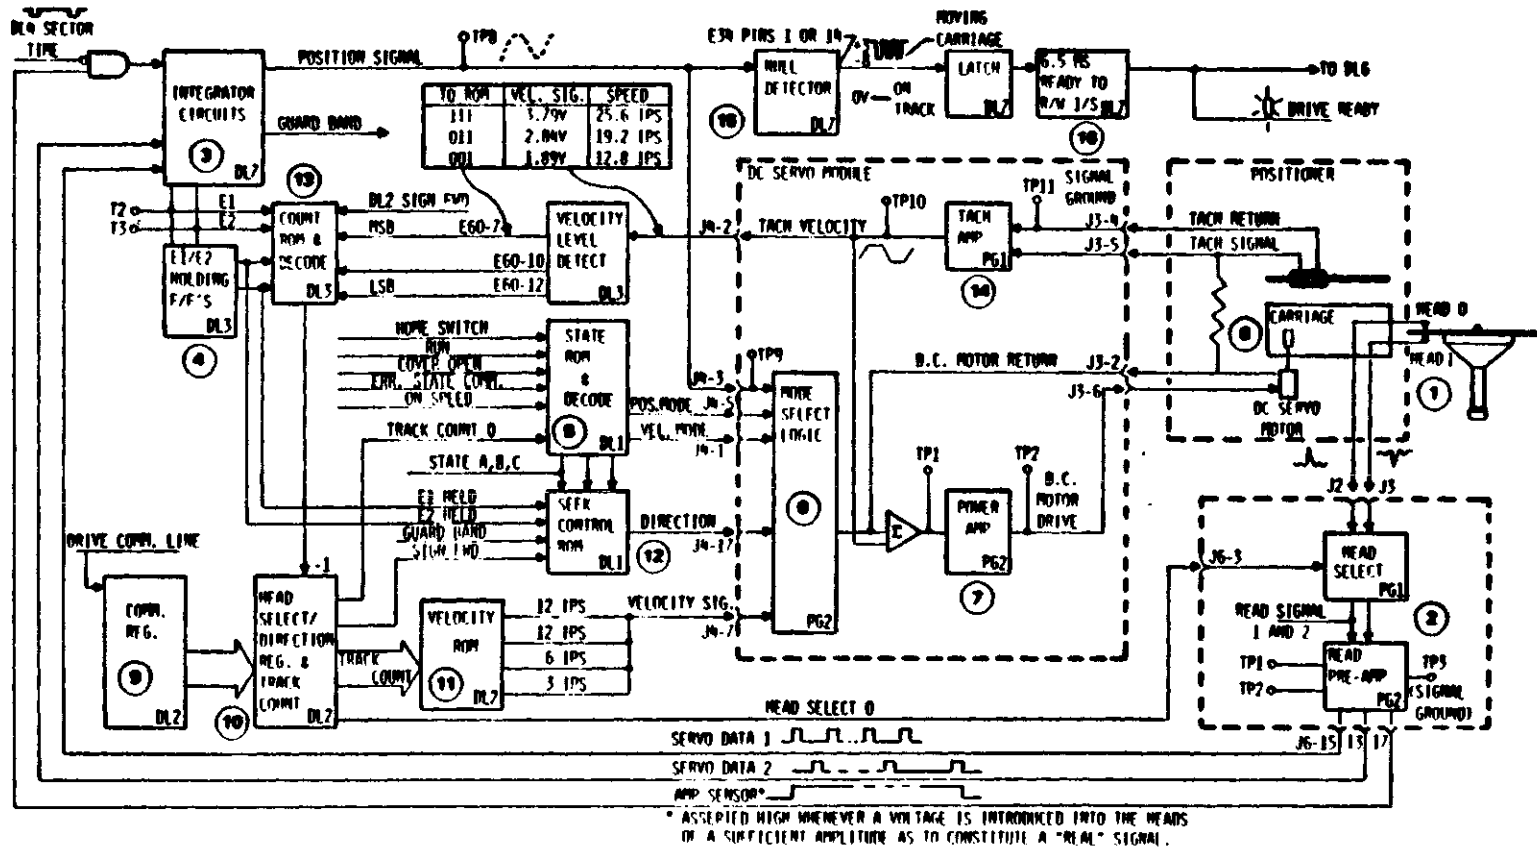 DL4 SECTOR
TIME
POSITION SIGNAL
TP8
E34 PINS 1 OR 14
MOVING
CARRIAGE
NULL
DETECTOR
DL7
15
0V
ON
TRACK
LATCH
DL7
6.5 MS
READY TO
R/W 1/S
DL7
16
TO DL6
DRIVE READY
INTEGRATOR
CIRCUITS
3
DL7
GUARD BAND
TO ROM VEL. SIG. SPEED
111 3.79V 25.6 IPS
011 2.84V 19.2 IPS
001 1.89V 12.8 IPS
13
T2
T3
E1
E2
COUNT
ROM &
DECODE
DL3
DL2 SIGN FWD
MSB
E60-7
E60-10
E60-12
LSB
VELOCITY
LEVEL
DETECT
DL3
E1/E2
HOLDING
F/F'S
DL3
4
DC SERVO MODULE
J4-2
TACH VELOCITY
TP10
TACH
AMP
PG1
14
TP11
SIGNAL
GROUND
J3-4
J3-5
POSITIONER
TACH RETURN
TACH SIGNAL
CARRIAGE
8
HEAD 0
HEAD 1
1
DC SERVO
MOTOR
HOME SWITCH
RUN
COVER OPEN
ERR. STATE COMM.
ON SPEED
STATE
ROM
&
DECODE
5
DL1
TRACK COUNT 0
STATE A,B,C
POS.MODE
VEL. MODE
J4-3
J4-5
J4-1
TP9
MODE
SELECT
LOGIC
6
PG2
D.C. MOTOR RETURN
J3-2
J3-6
TP1
TP2
D.C.
MOTOR
DRIVE
Σ
POWER
AMP
PG2
7
E1 HELD
E2 HELD
GUARD BAND
SIGN FWD
SEEK
CONTROL
ROM
DL1
DIRECTION
12
J4-17
DRIVE COMM. LINE
COMM.
REG.
9
DL2
10
-1
HEAD
SELECT/
DIRECTION
REG. &
TRACK
COUNT
DL2
TRACK
COUNT
VELOCITY
ROM
11
DL2
12 IPS
12 IPS
6 IPS
3 IPS
VELOCITY SIG.
J4-7
HEAD SELECT 0
J2
J3
J6-3
HEAD
SELECT
PG1
READ SIGNAL
1 AND 2
2
READ
PRE-AMP
PG2
TP1
TP2
TP3
(SIGNAL
GROUND)
J6-15
13
17
SERVO DATA 1
SERVO DATA 2
AMP SENSOR*
* ASSERTED HIGH WHENEVER A VOLTAGE IS INTRODUCED INTO THE HEADS
OF A SUFFICIENT AMPLITUDE AS TO CONSTITUTE A "REAL" SIGNAL.